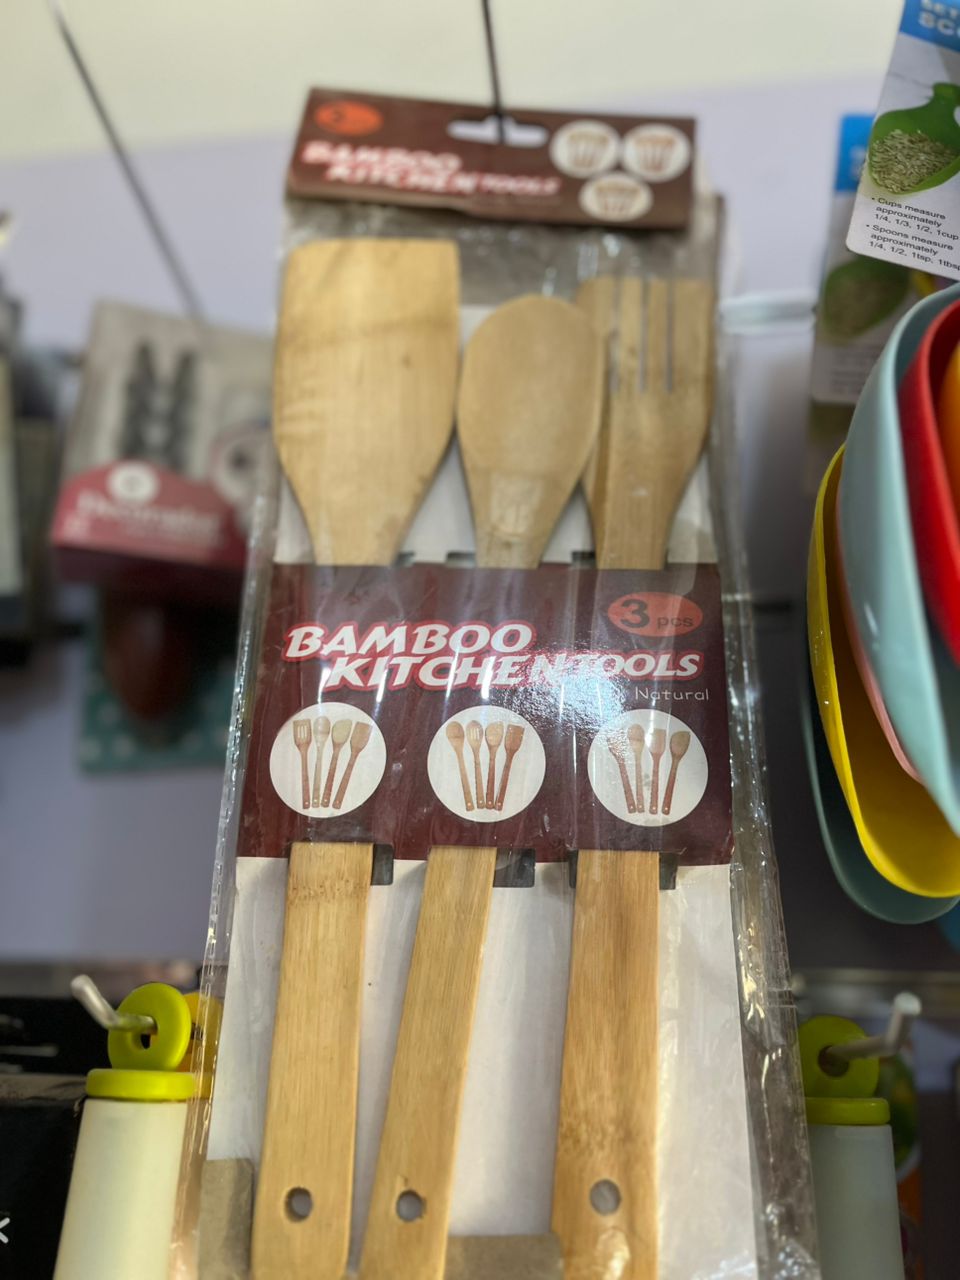 BAMBOO
KITCHEN TOOLS
3 pcs
BAMBOO
KITCHEN TOOLS
Natural
• Cups measure
approximately
1/4, 1/3, 1/2, 1cup
• Spoons measure
approximately
1/4, 1/2, 1tsp, 1tbsp